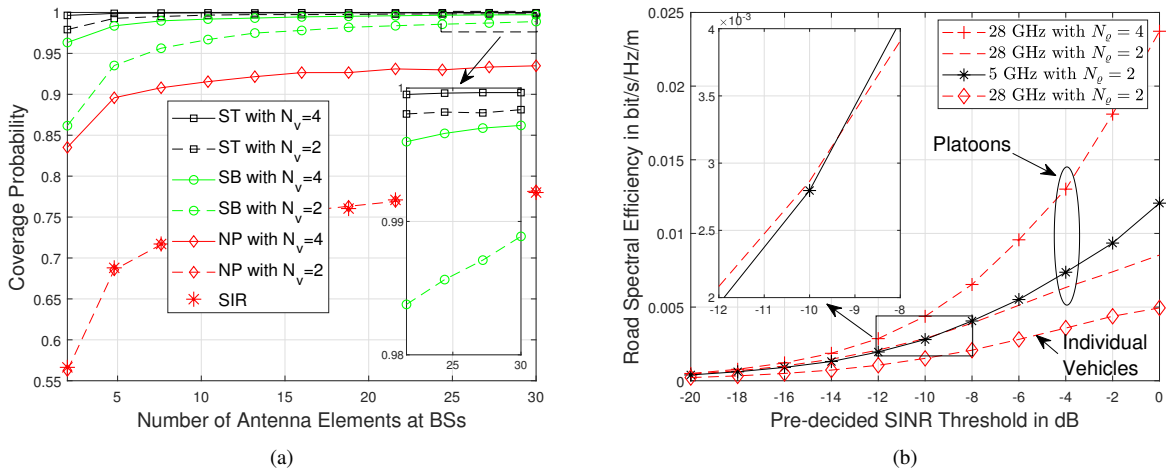 1
0.95
0.9
0.85
0.8
0.75
0.7
0.65
0.6
0.55
5
10
15
20
25
30
Coverage Probability
Number of Antenna Elements at BSs
ST with N_v=4
ST with N_v=2
SB with N_v=4
SB with N_v=2
NP with N_v=4
NP with N_v=2
SIR
1
0.99
0.98
25
30
(a)
0.025
0.02
0.015
0.01
0.005
0
-20
-18
-16
-14
-12
-10
-8
-6
-4
-2
0
Road Spectral Efficiency in bit/s/Hz/m
Pre-decided SINR Threshold in dB
28 GHz with N_ϱ = 4
28 GHz with N_ϱ = 2
5 GHz with N_ϱ = 2
28 GHz with N_ϱ = 2
×10⁻³
4
3.5
3
2.5
2
-12
-11
-10
-9
-8
Platoons
Individual
Vehicles
(b)